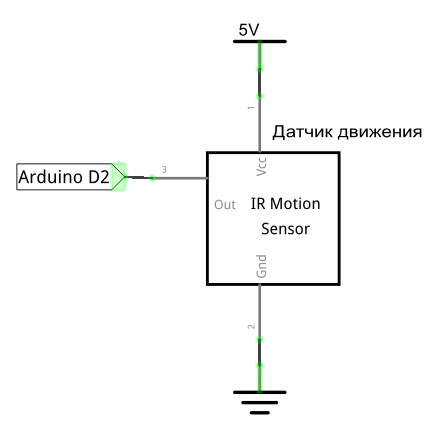 5V
1
Датчик движения
Vcc
3
Arduino D2
Out
IR Motion
Sensor
Gnd
2